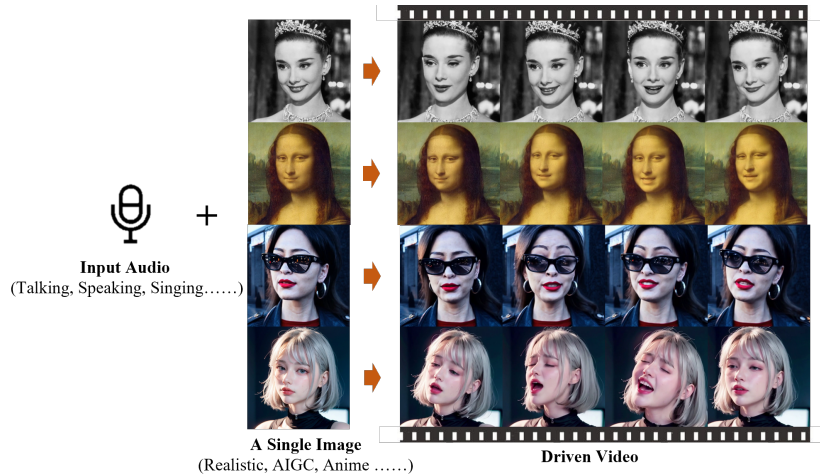 Input Audio
(Talking, Speaking, Singing……)
A Single Image
(Realistic, AIGC, Anime ……)
Driven Video